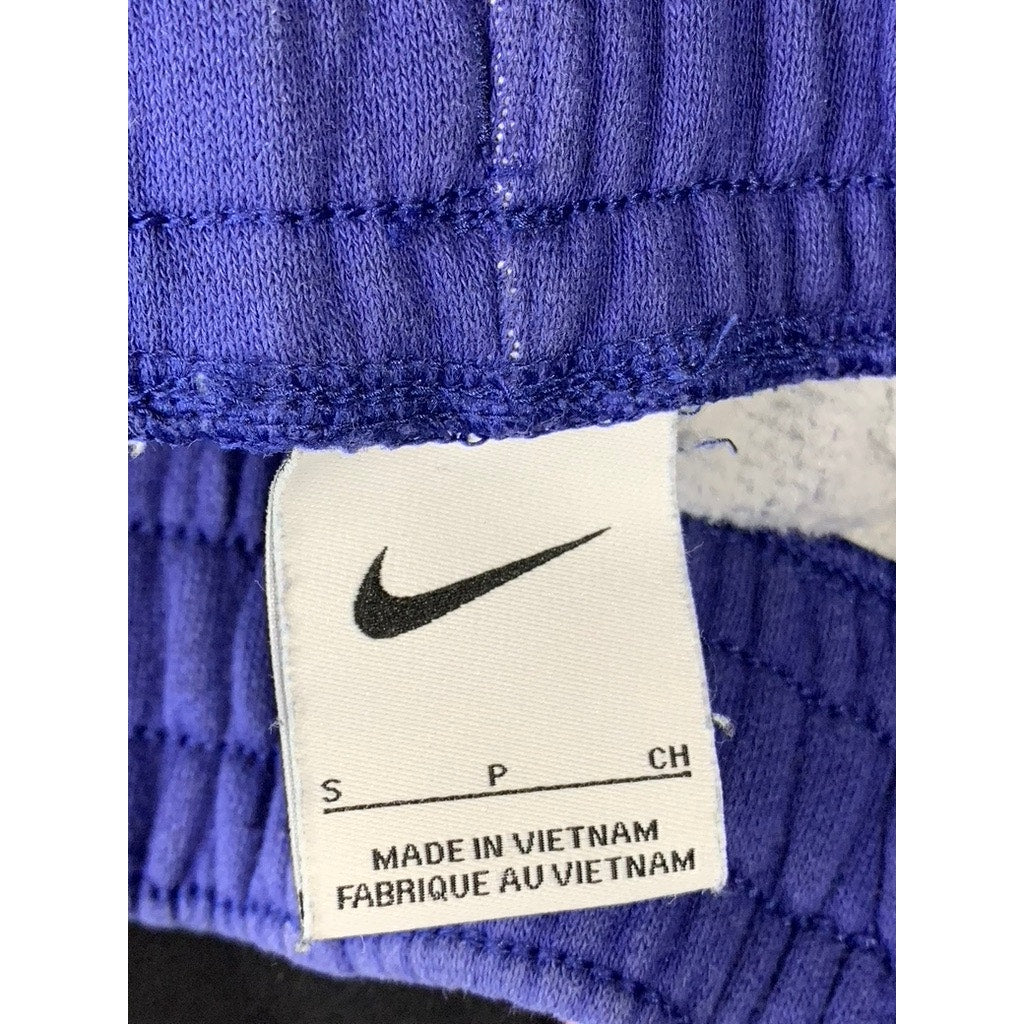 S P CH
MADE IN VIETNAM
FABRIQUE AU VIETNAM